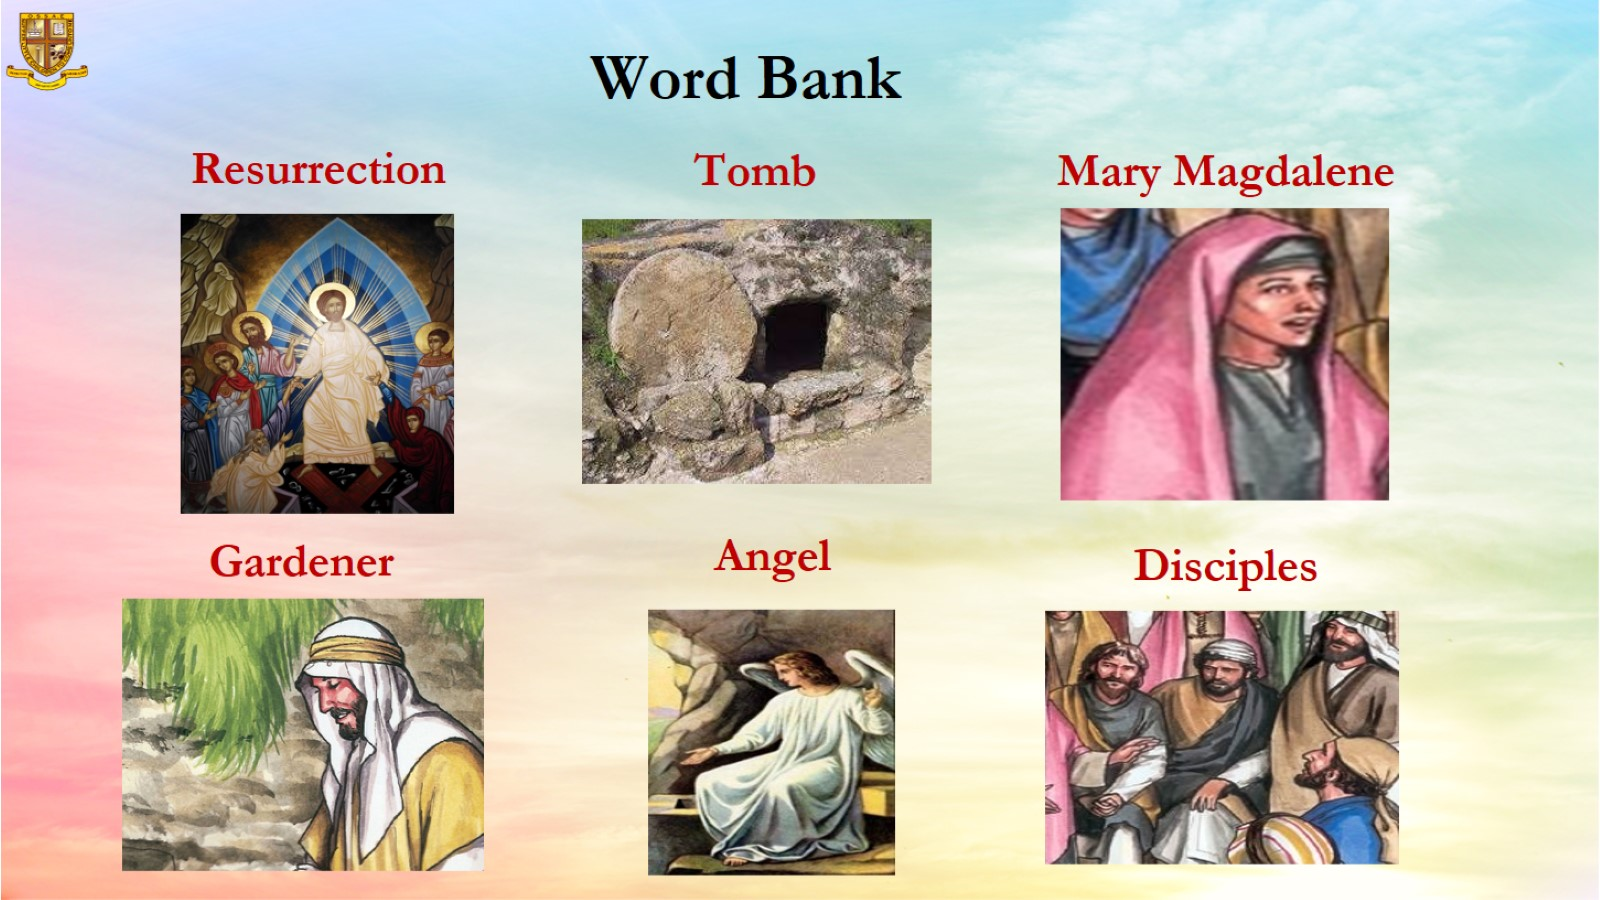 O.S.S.A.E
Word Bank
Resurrection
Tomb
Mary Magdalene
Gardener
Angel
Disciples